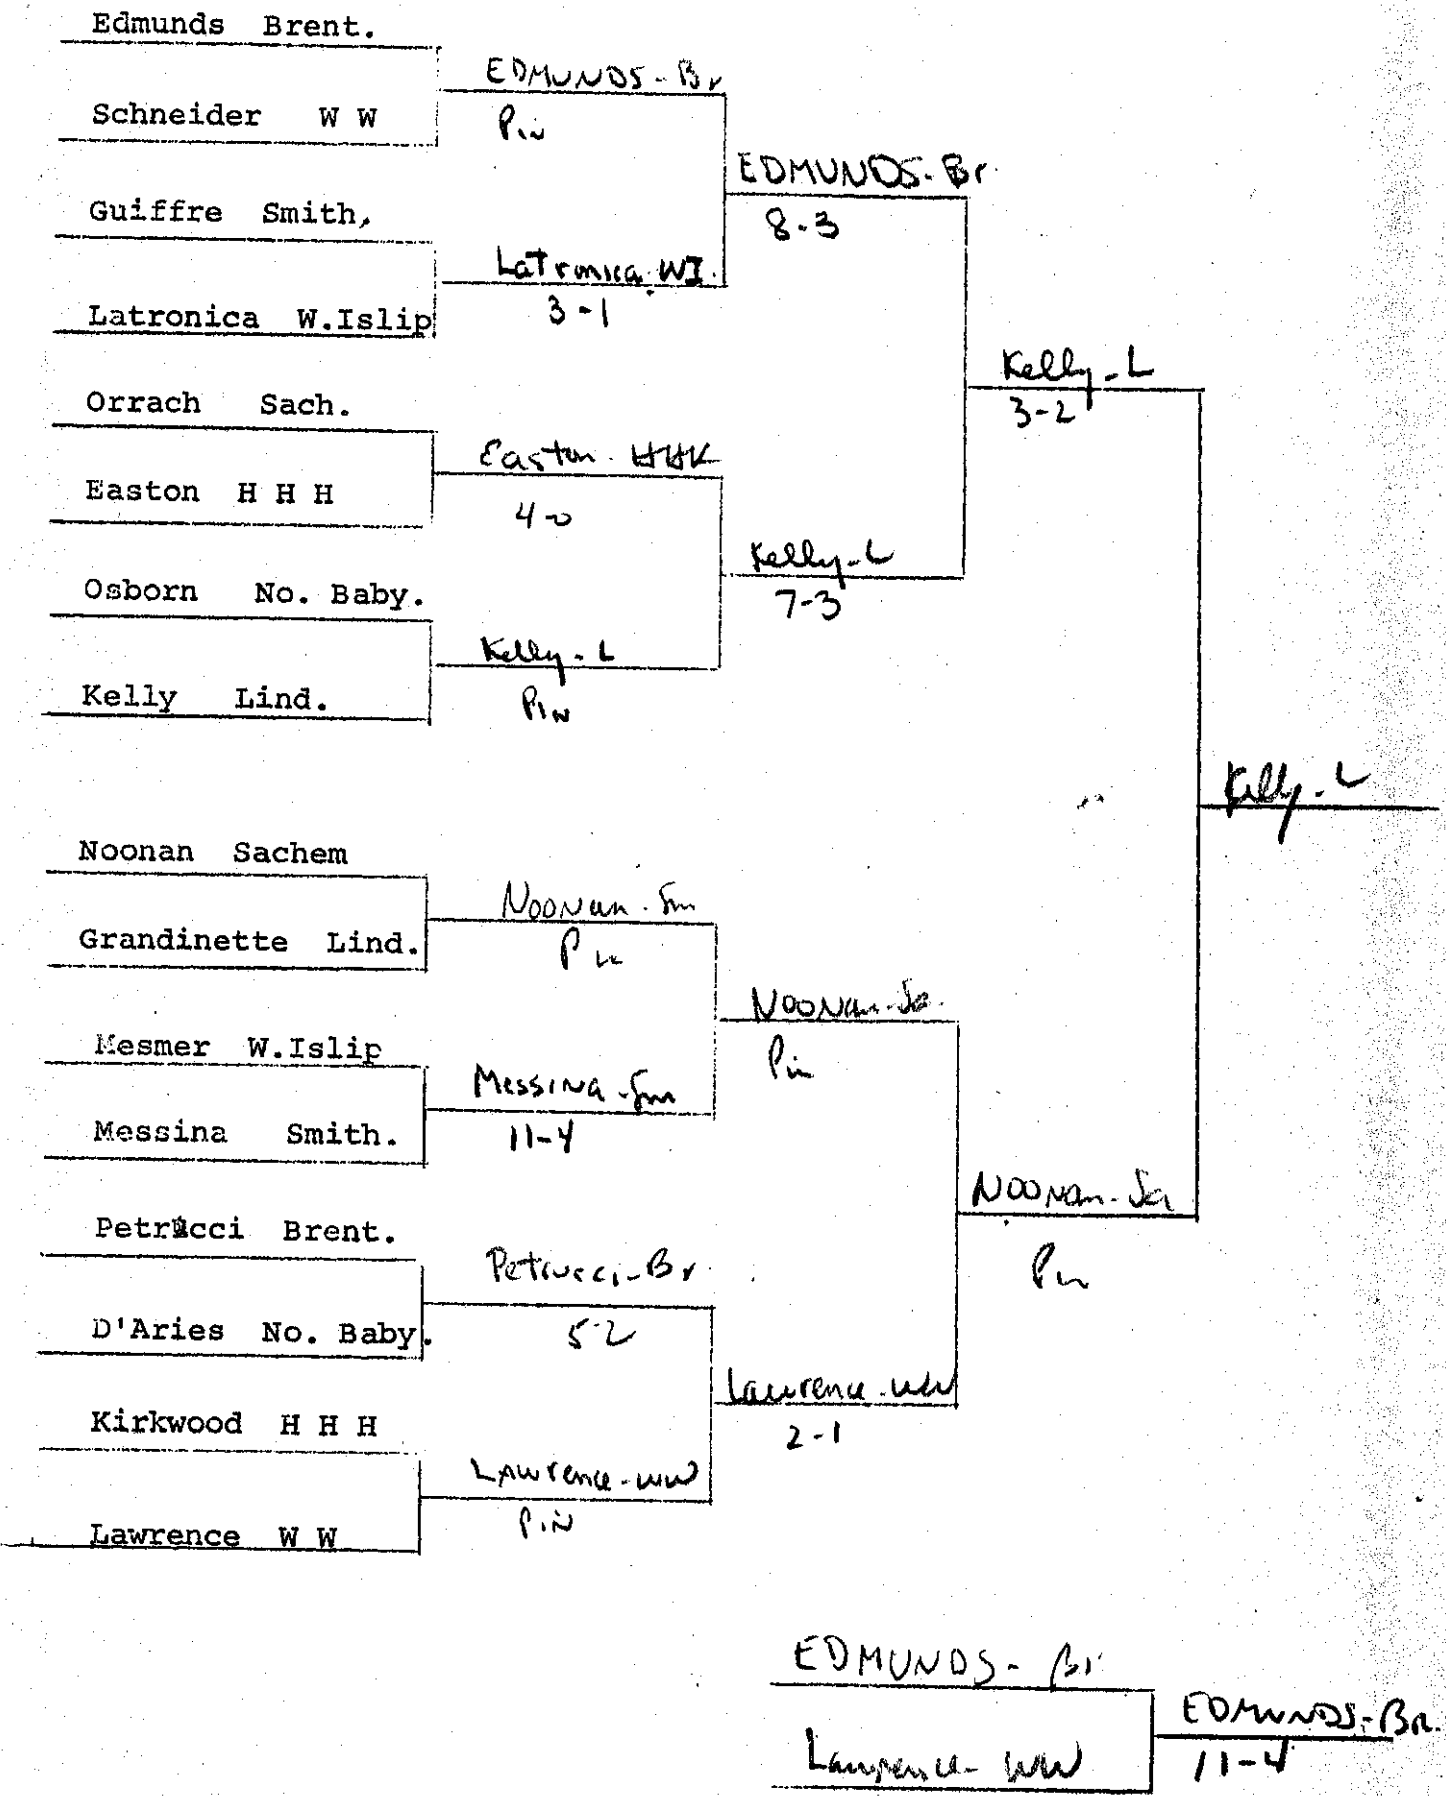 Edmunds Brent.
EDMUNDS-Br
Schneider W W
Pin
EDMUNDS-Br.
Guiffre Smith,
8-3
Latronica WI.
Latronica W.Islip
3-1
Kelly-L
Orrach Sach.
3-2
Easton HHH
Easton H H H
4-0
Kelly-L
Osborn No. Baby.
7-3
Kelly-L
Kelly Lind.
Pin
Kelly-L
Noonan Sachem
Noonan-Sm
Grandinette Lind.
Pin
Noonan-Sa.
Mesmer W.Islip
Pin
Messina-Sm
Messina Smith.
11-4
Noonan-Sa
Petrucci Brent.
Petrucci-Br
Pin
D'Aries No. Baby.
5-2
Lawrence-WW
Kirkwood H H H
2-1
Lawrence-WW
Lawrence W W
Pin
EDMUNDS-Br
EDMUNDS-BR.
Lawrence-WW
11-4